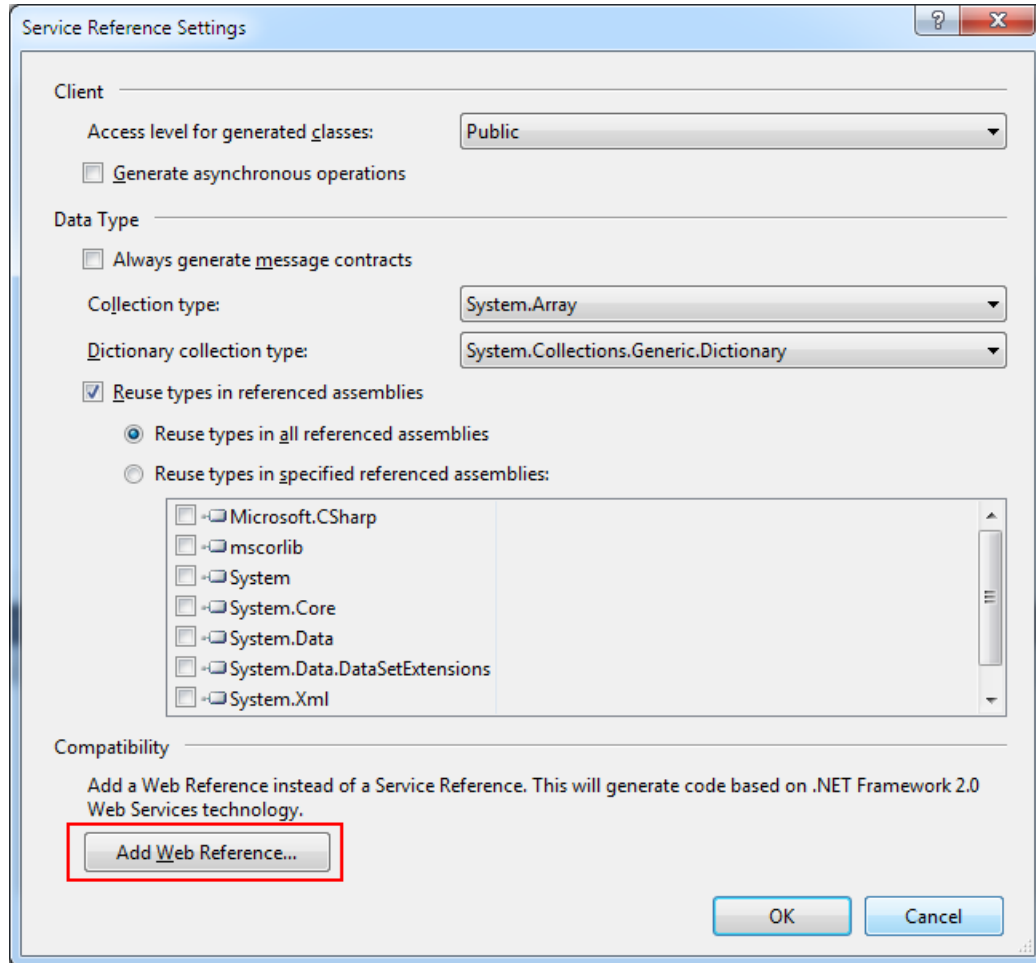 Service Reference Settings
Client
Access level for generated classes: Public
Generate asynchronous operations
Data Type
Always generate message contracts
Collection type: System.Array
Dictionary collection type: System.Collections.Generic.Dictionary
Reuse types in referenced assemblies
Reuse types in all referenced assemblies
Reuse types in specified referenced assemblies:
Microsoft.CSharp
mscorlib
System
System.Core
System.Data
System.Data.DataSetExtensions
System.Xml
Compatibility
Add a Web Reference instead of a Service Reference. This will generate code based on .NET Framework 2.0
Web Services technology.
Add Web Reference...
OK Cancel